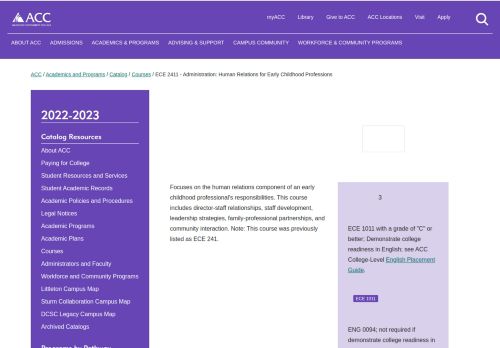 ACC
myACC Library Give to ACC ACC Locations Visit Apply
ABOUT ACC ADMISSIONS ACADEMICS & PROGRAMS ADVISING & SUPPORT CAMPUS COMMUNITY WORKFORCE & COMMUNITY PROGRAMS
ACC / Academics and Programs / Catalog / Courses / ECE 2411 - Administration: Human Relations for Early Childhood Professions
2022-2023
Catalog Resources
About ACC
Paying for College
Student Resources and Services
Student Academic Records
Academic Policies and Procedures
Legal Notices
Academic Programs
Academic Plans
Courses
Administrators and Faculty
Workforce and Community Programs
Littleton Campus Map
Sturm Collaboration Campus Map
DCSC Legacy Campus Map
Archived Catalogs
Focuses on the human relations component of an early
childhood professional's responsibilities. This course
includes director-staff relationships, staff development,
leadership strategies, family-professional partnerships, and
community interaction. Note: This course was previously
listed as ECE 241.
3
ECE 1011 with a grade of "C" or
better; Demonstrate college
readiness in English; see ACC
College-Level English Placement
Guide.
ECE 1011
ENG 0094; not required if
demonstrate college readiness in